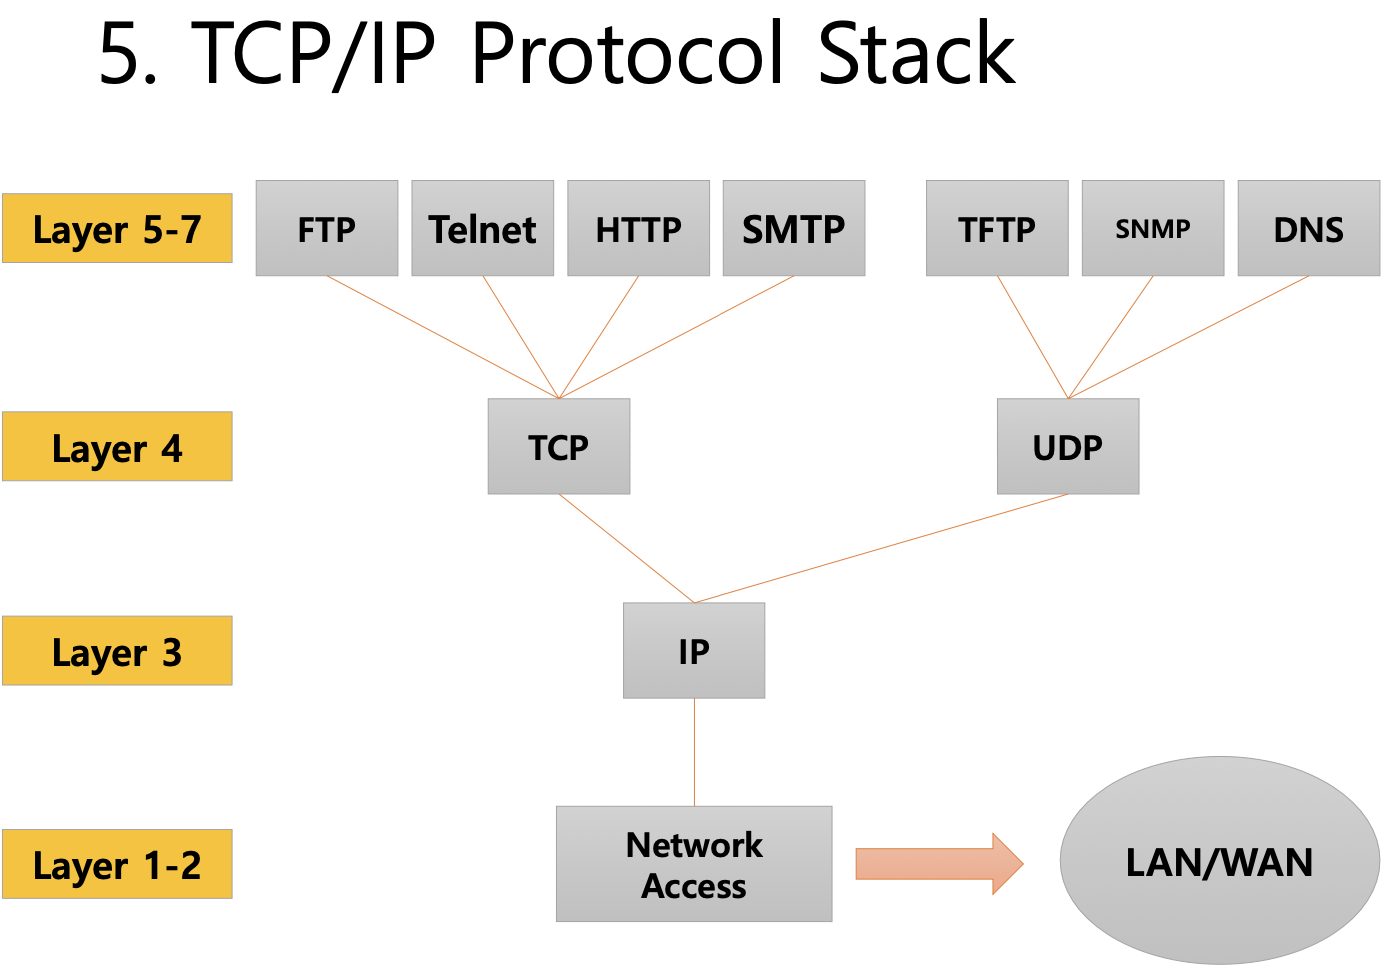 5. TCP/IP Protocol Stack
Layer 5-7
FTP
Telnet
HTTP
SMTP
TFTP
SNMP
DNS
Layer 4
TCP
UDP
Layer 3
IP
Layer 1-2
Network
Access
LAN/WAN